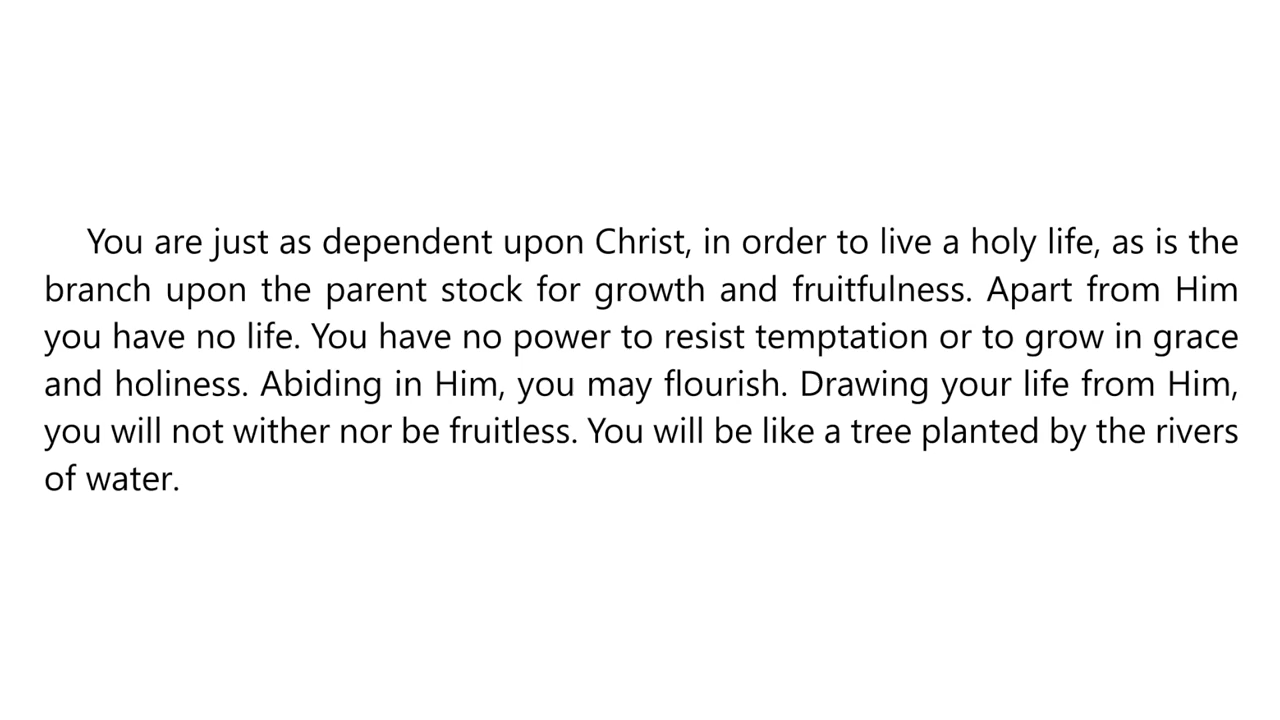 You are just as dependent upon Christ, in order to live a holy life, as is the
branch upon the parent stock for growth and fruitfulness. Apart from Him
you have no life. You have no power to resist temptation or to grow in grace
and holiness. Abiding in Him, you may flourish. Drawing your life from Him,
you will not wither nor be fruitless. You will be like a tree planted by the rivers
of water.